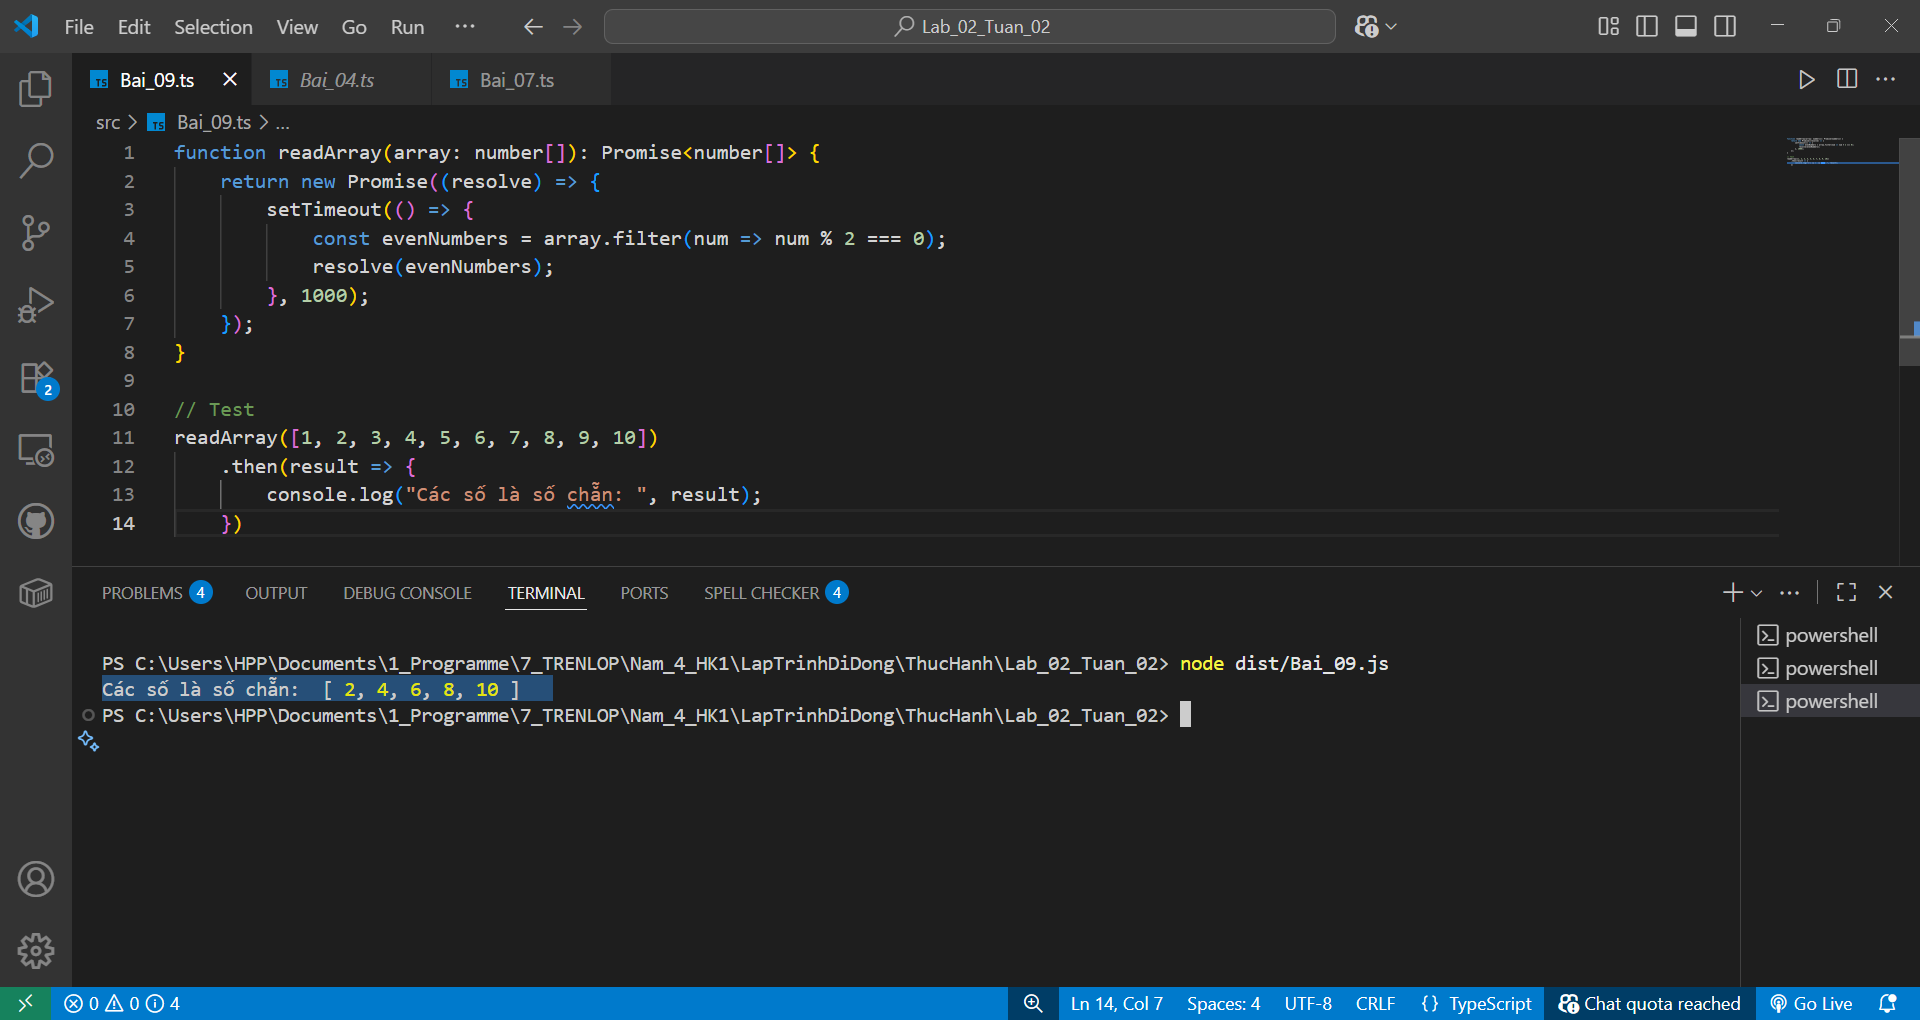 File Edit Selection View Go Run ··· Lab_02_Tuan_02
TS Bai_09.ts TS Bai_04.ts TS Bai_07.ts
src > TS Bai_09.ts > ...
1 function readArray(array: number[]): Promise<number[]> {
2 return new Promise((resolve) => {
3 setTimeout(() => {
4 const evenNumbers = array.filter(num => num % 2 === 0);
5 resolve(evenNumbers);
6 }, 1000);
7 });
8 }
9
10 // Test
11 readArray([1, 2, 3, 4, 5, 6, 7, 8, 9, 10])
12 .then(result => {
13 console.log("Các số là số chẵn: ", result);
14 })
2
PROBLEMS 4 OUTPUT DEBUG CONSOLE TERMINAL PORTS SPELL CHECKER 4
PS C:\Users\HPP\Documents\1_Programme\7_TRENLOP\Nam_4_HK1\LapTrinhDiDong\ThucHanh\Lab_02_Tuan_02> node dist/Bai_09.js
Các số là số chẵn:  [ 2, 4, 6, 8, 10 ]
PS C:\Users\HPP\Documents\1_Programme\7_TRENLOP\Nam_4_HK1\LapTrinhDiDong\ThucHanh\Lab_02_Tuan_02>
powershell
powershell
powershell
0 0 4 Ln 14, Col 7 Spaces: 4 UTF-8 CRLF {} TypeScript Chat quota reached Go Live